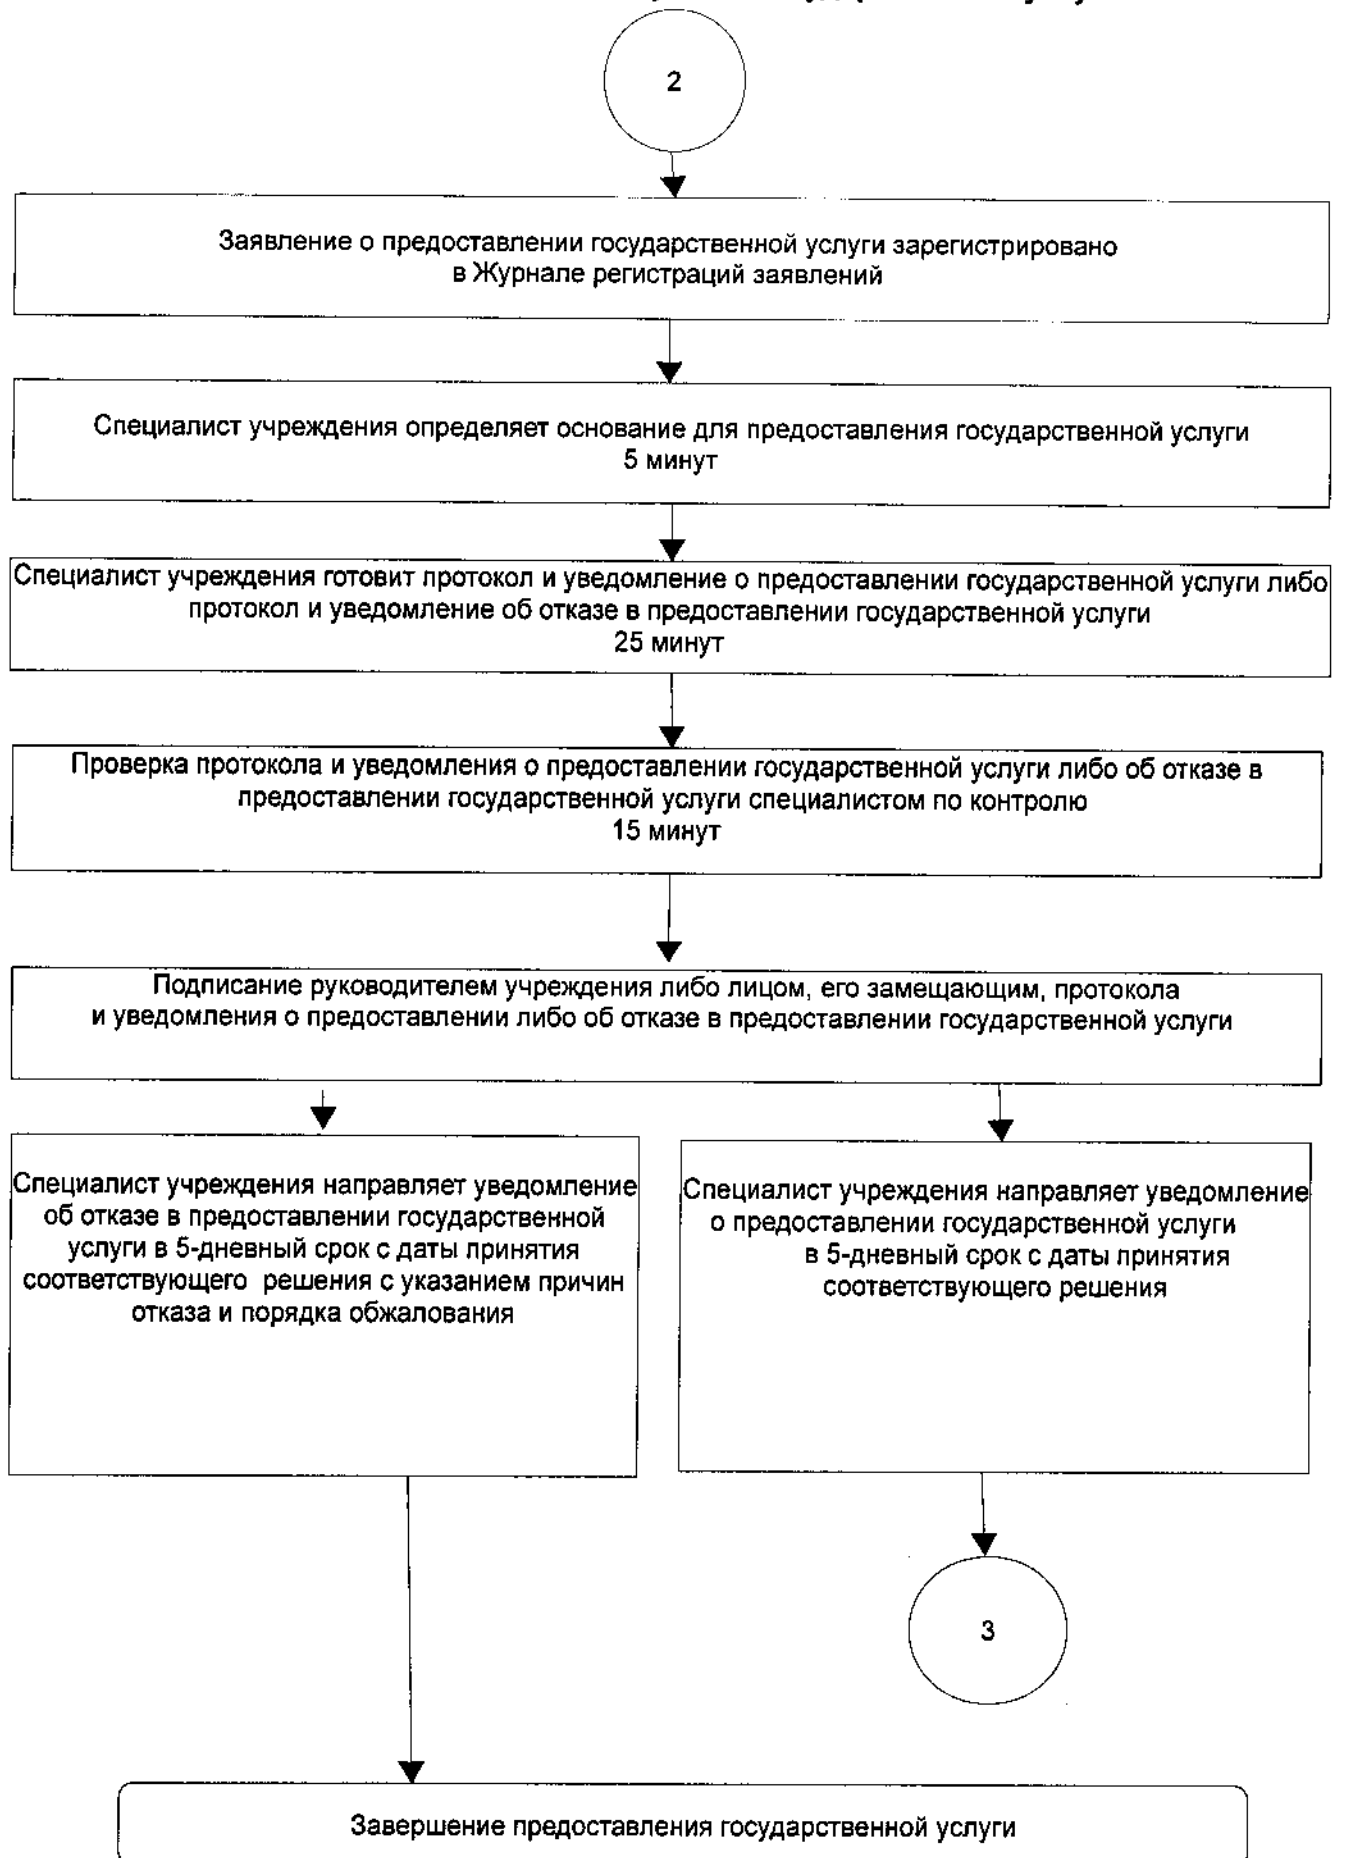 2
Заявление о предоставлении государственной услуги зарегистрировано
в Журнале регистраций заявлений
Специалист учреждения определяет основание для предоставления государственной услуги
5 минут
Специалист учреждения готовит протокол и уведомление о предоставлении государственной услуги либо
протокол и уведомление об отказе в предоставлении государственной услуги
25 минут
Проверка протокола и уведомления о предоставлении государственной услуги либо об отказе в
предоставлении государственной услуги специалистом по контролю
15 минут
Подписание руководителем учреждения либо лицом, его замещающим, протокола
и уведомления о предоставлении либо об отказе в предоставлении государственной услуги
Специалист учреждения направляет уведомление
об отказе в предоставлении государственной
услуги в 5-дневный срок с даты принятия
соответствующего решения с указанием причин
отказа и порядка обжалования
Специалист учреждения направляет уведомление
о предоставлении государственной услуги
в 5-дневный срок с даты принятия
соответствующего решения
3
Завершение предоставления государственной услуги